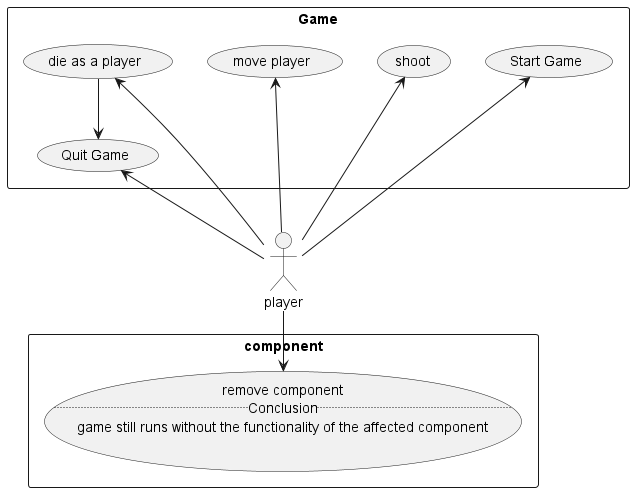 Game
die as a player
move player
shoot
Start Game
Quit Game
player
component
remove component
Conclusion
game still runs without the functionality of the affected component